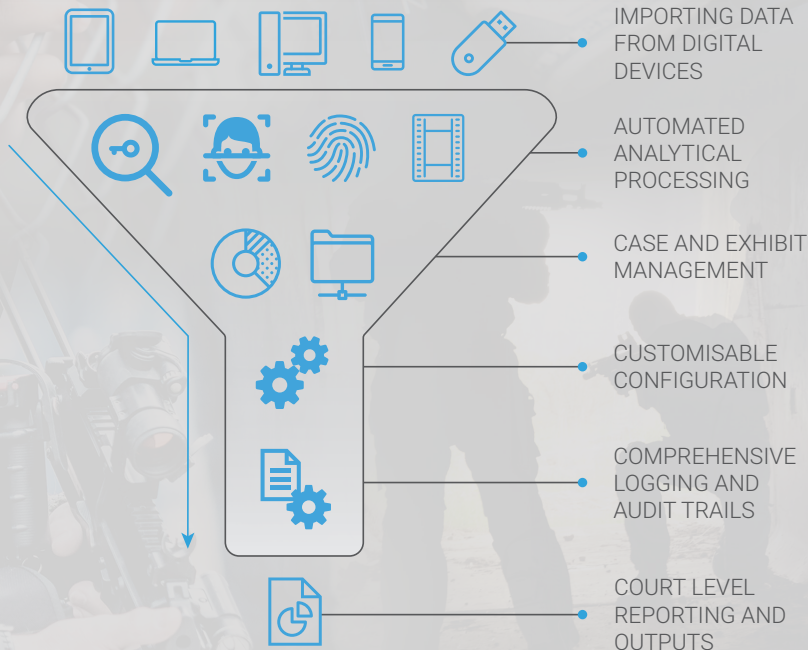 IMPORTING DATA
FROM DIGITAL
DEVICES
AUTOMATED
ANALYTICAL
PROCESSING
CASE AND EXHIBIT
MANAGEMENT
CUSTOMISABLE
CONFIGURATION
COMPREHENSIVE
LOGGING AND
AUDIT TRAILS
COURT LEVEL
REPORTING AND
OUTPUTS